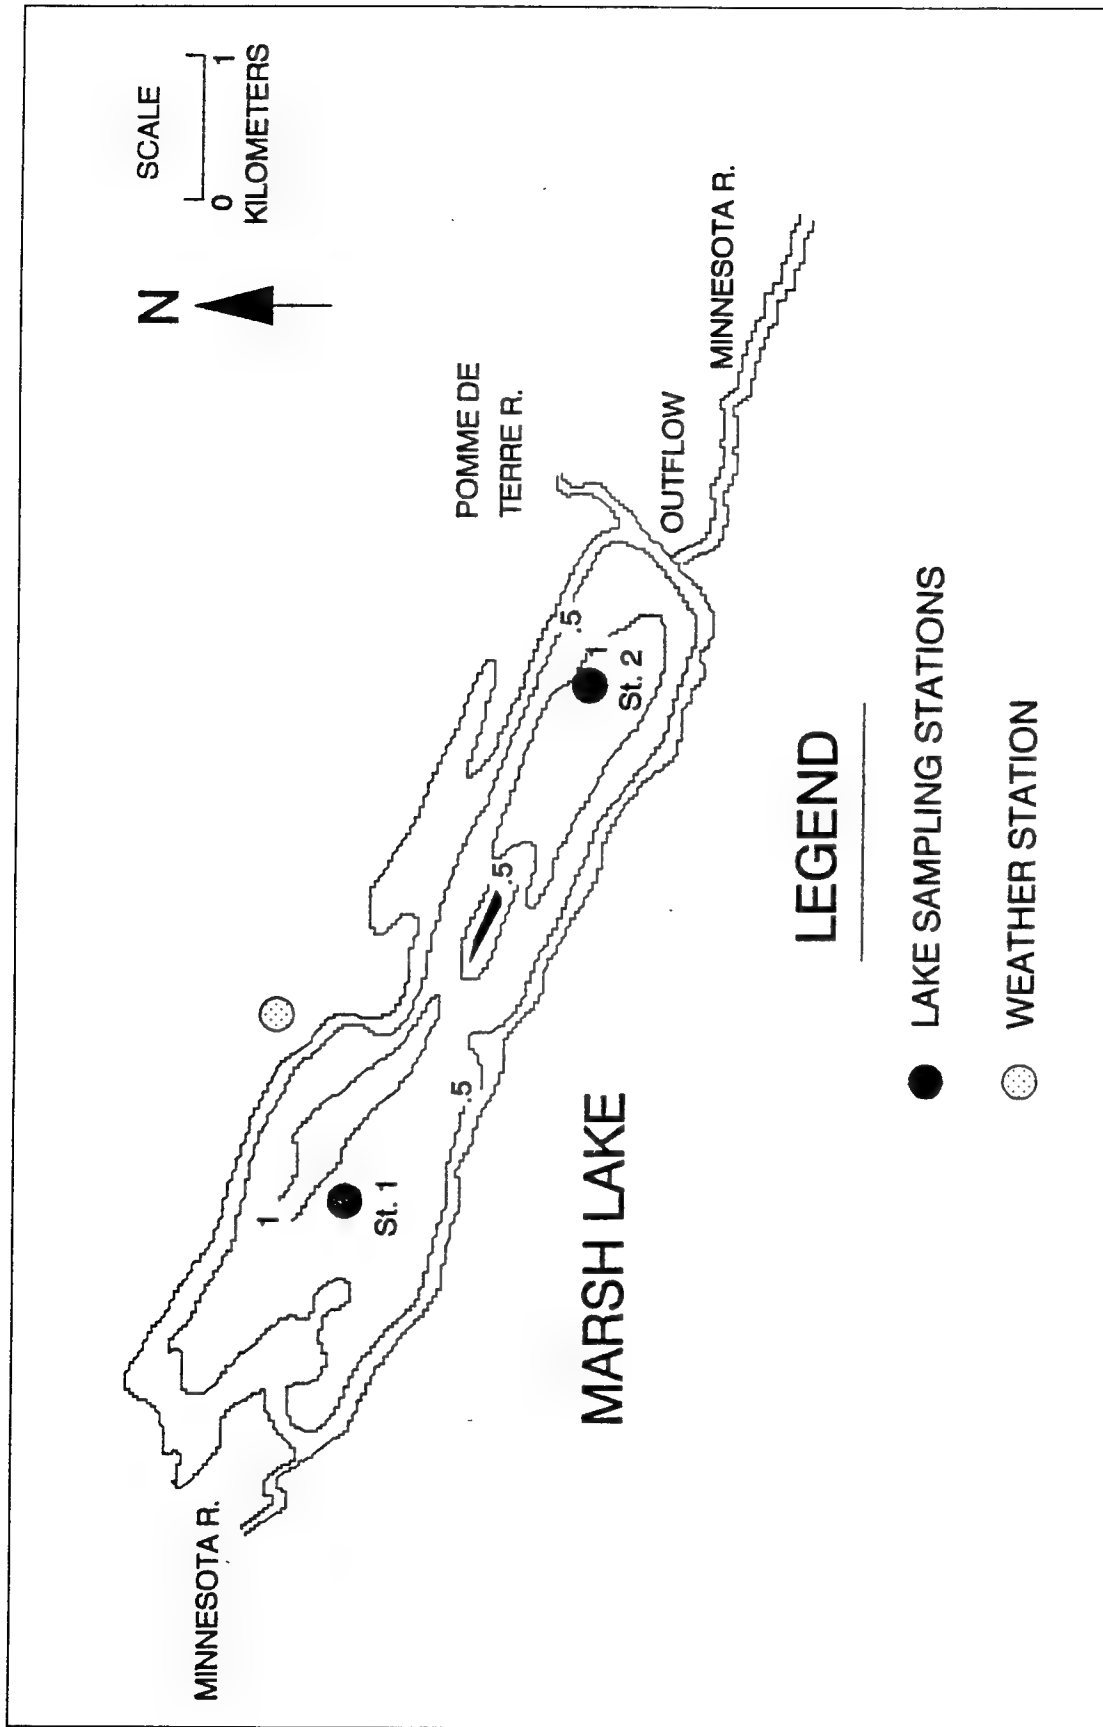 SCALE
0 1
KILOMETERS
N
POMME DE
TERRE R.
MINNESOTA R.
OUTFLOW
.5
1
St. 2
.5
.5
1
St. 1
MINNESOTA R.
MARSH LAKE
LEGEND
LAKE SAMPLING STATIONS
WEATHER STATION